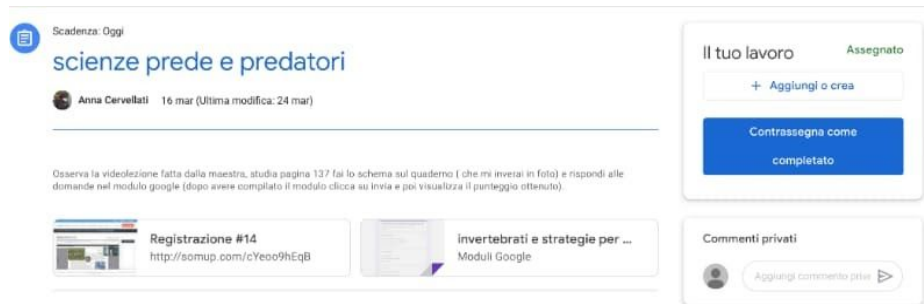 Scadenza: Oggi
scienze prede e predatori
Anna Cervellati 16 mar (Ultima modifica: 24 mar)
Osserva la videolezione fatta dalla maestra, studia pagina 137 fai lo schema sul quaderno ( che mi inverai in foto) e rispondi alle
domande nel modulo google (dopo avere compilato il modulo clicca su invia e poi visualizza il punteggio ottenuto).
Registrazione #14
http://somup.com/cYeoo9hEqB
invertebrati e strategie per ...
Moduli Google
Il tuo lavoro
Assegnato
+ Aggiungi o crea
Contrassegna come
completato
Commenti privati
Aggiungi commento prive